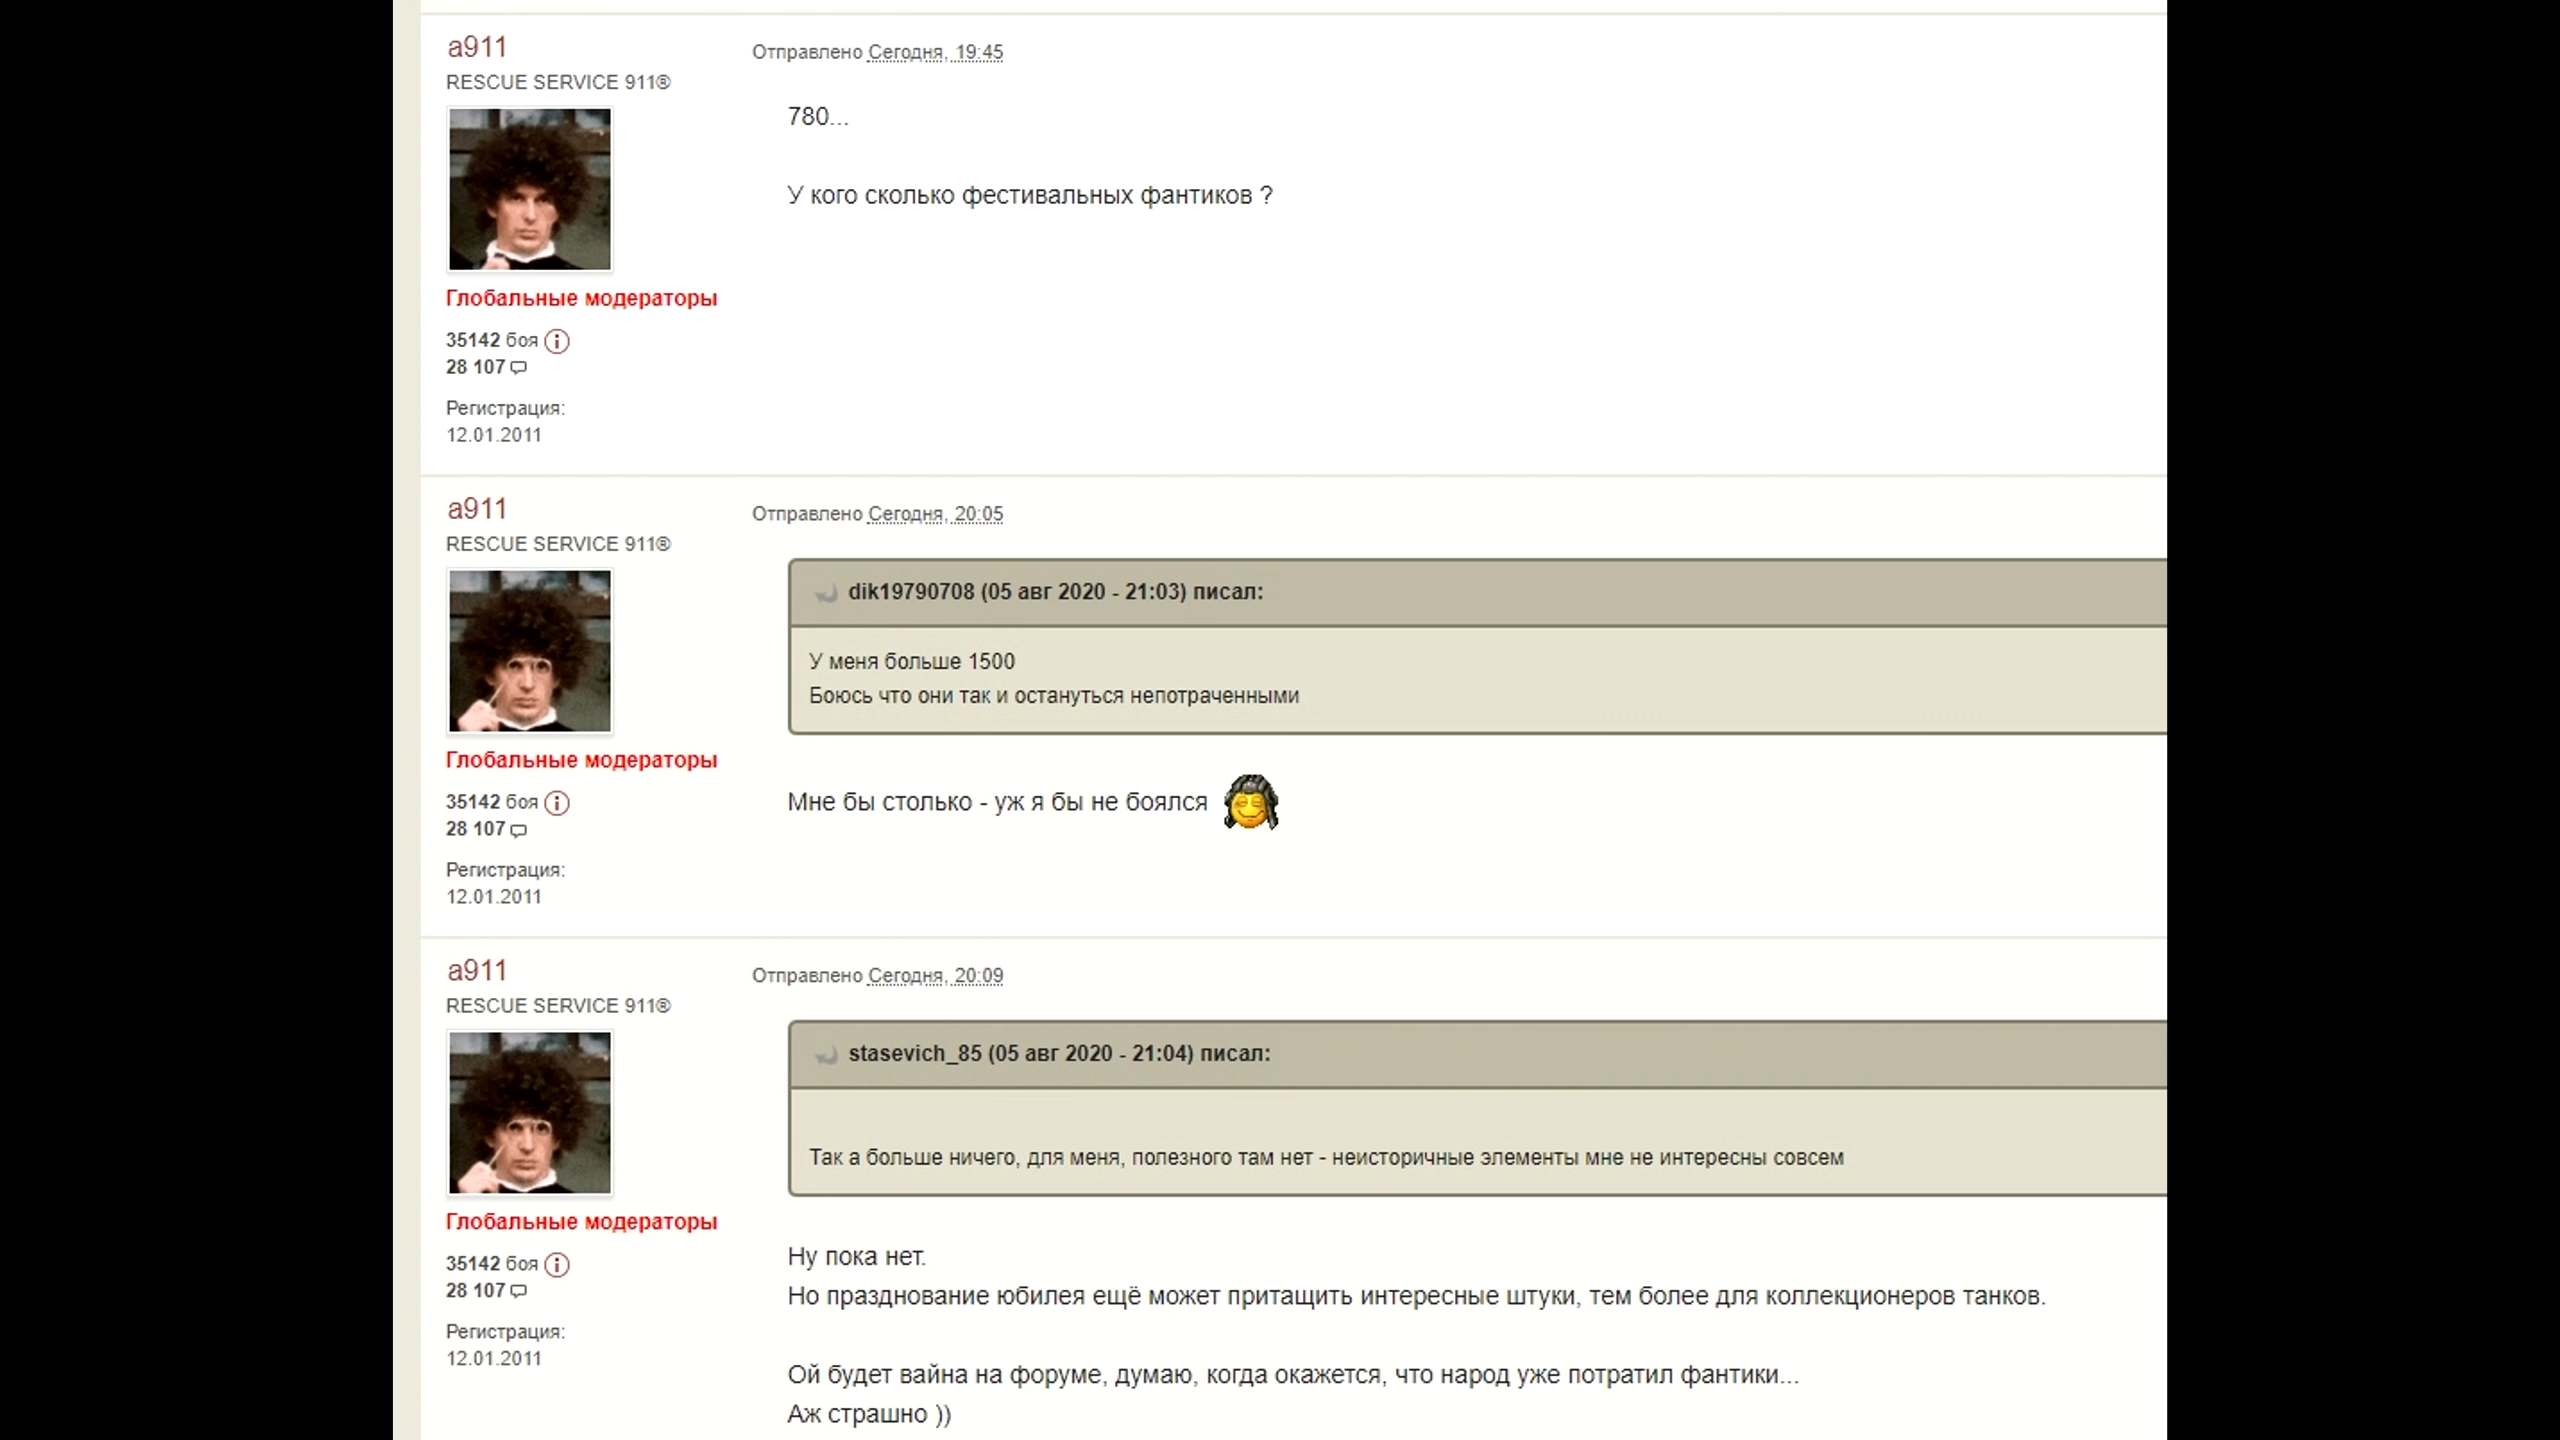 a911
RESCUE SERVICE 911®
Глобальные модераторы
35142 боя
28 107
Регистрация:
12.01.2011
Отправлено Сегодня, 19:45
780...
У кого сколько фестивальных фантиков ?
a911
RESCUE SERVICE 911®
Глобальные модераторы
35142 боя
28 107
Регистрация:
12.01.2011
Отправлено Сегодня, 20:05
dik19790708 (05 авг 2020 - 21:03) писал:
У меня больше 1500
Боюсь что они так и остануться непотраченными
Мне бы столько - уж я бы не боялся
a911
RESCUE SERVICE 911®
Глобальные модераторы
35142 боя
28 107
Регистрация:
12.01.2011
Отправлено Сегодня, 20:09
stasevich_85 (05 авг 2020 - 21:04) писал:
Так а больше ничего, для меня, полезного там нет - неисторичные элементы мне не интересны совсем
Ну пока нет.
Но празднование юбилея ещё может притащить интересные штуки, тем более для коллекционеров танков.
Ой будет вайна на форуме, думаю, когда окажется, что народ уже потратил фантики...
Аж страшно ))